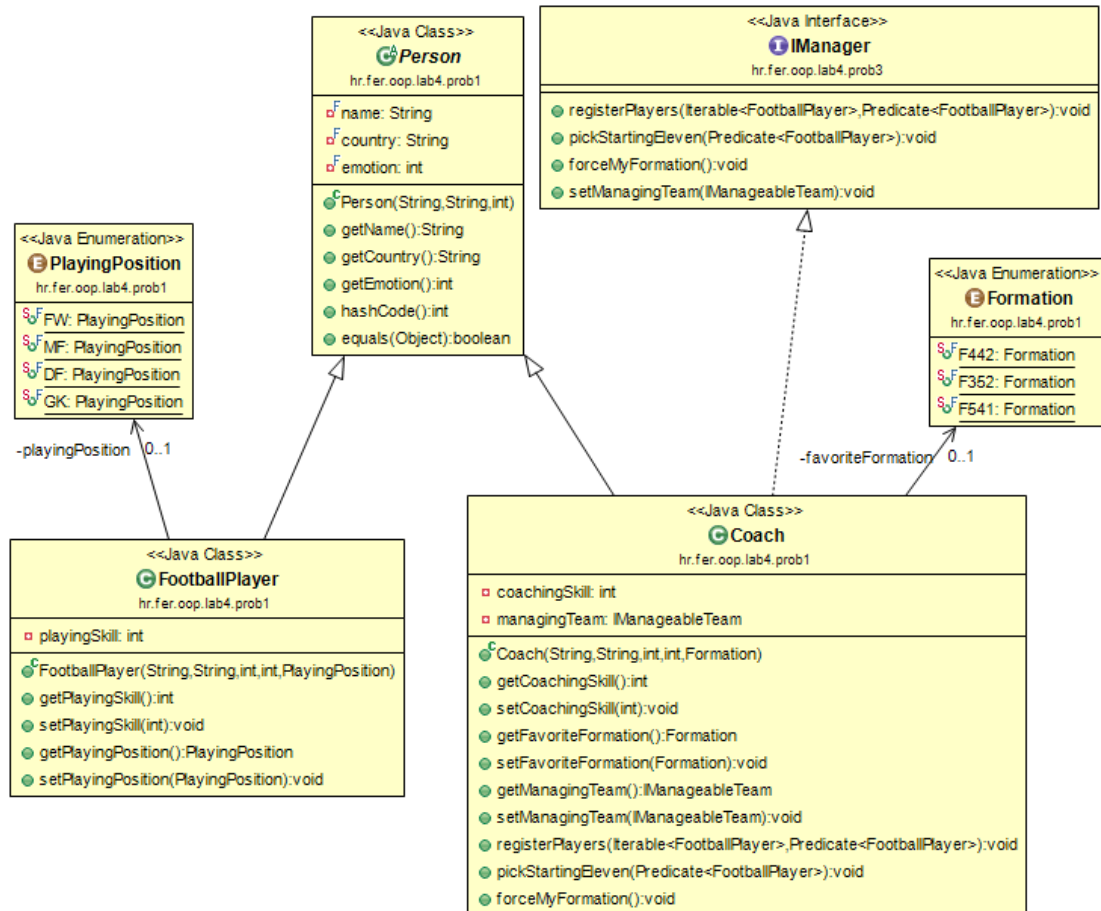 <<Java Class>>
Person
hr.fer.oop.lab4.prob1
name: String
country: String
emotion: int
Person(String,String,int)
getName():String
getCountry():String
getEmotion():int
hashCode():int
equals(Object):boolean
<<Java Interface>>
IManager
hr.fer.oop.lab4.prob3
registerPlayers(Iterable<FootballPlayer>,Predicate<FootballPlayer>):void
pickStartingEleven(Predicate<FootballPlayer>):void
forceMyFormation():void
setManagingTeam(IManageableTeam):void
<<Java Enumeration>>
PlayingPosition
hr.fer.oop.lab4.prob1
FW: PlayingPosition
MF: PlayingPosition
DF: PlayingPosition
GK: PlayingPosition
<<Java Enumeration>>
Formation
hr.fer.oop.lab4.prob1
F442: Formation
F352: Formation
F541: Formation
-playingPosition 0..1
-favoriteFormation 0..1
<<Java Class>>
FootballPlayer
hr.fer.oop.lab4.prob1
playingSkill: int
FootballPlayer(String,String,int,int,PlayingPosition)
getPlayingSkill():int
setPlayingSkill(int):void
getPlayingPosition():PlayingPosition
setPlayingPosition(PlayingPosition):void
<<Java Class>>
Coach
hr.fer.oop.lab4.prob1
coachingSkill: int
managingTeam: IManageableTeam
Coach(String,String,int,int,Formation)
getCoachingSkill():int
setCoachingSkill(int):void
getFavoriteFormation():Formation
setFavoriteFormation(Formation):void
getManagingTeam():IManageableTeam
setManagingTeam(IManageableTeam):void
registerPlayers(Iterable<FootballPlayer>,Predicate<FootballPlayer>):void
pickStartingEleven(Predicate<FootballPlayer>):void
forceMyFormation():void